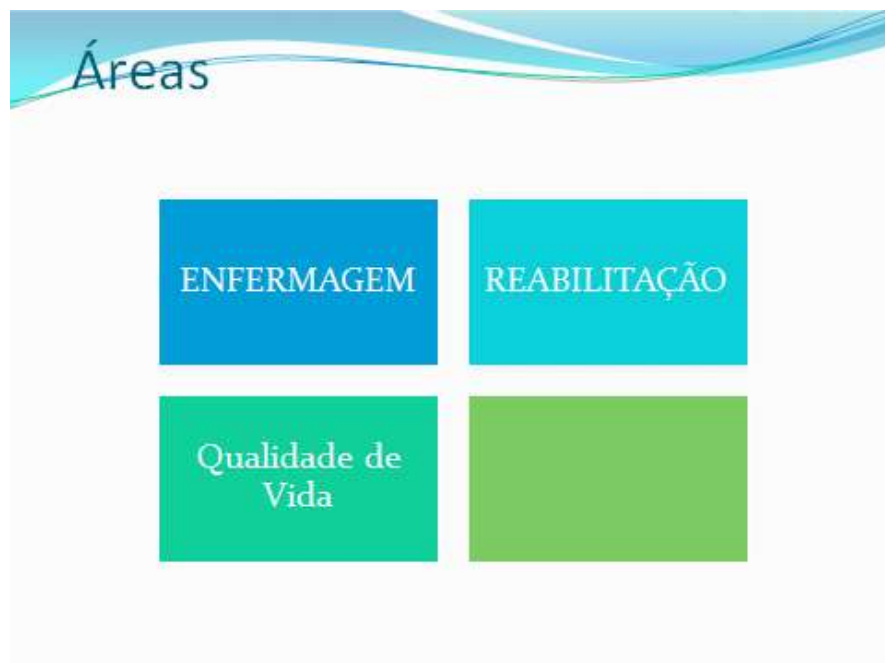 Áreas
ENFERMAGEM
REABILITAÇÃO
Qualidade de
Vida